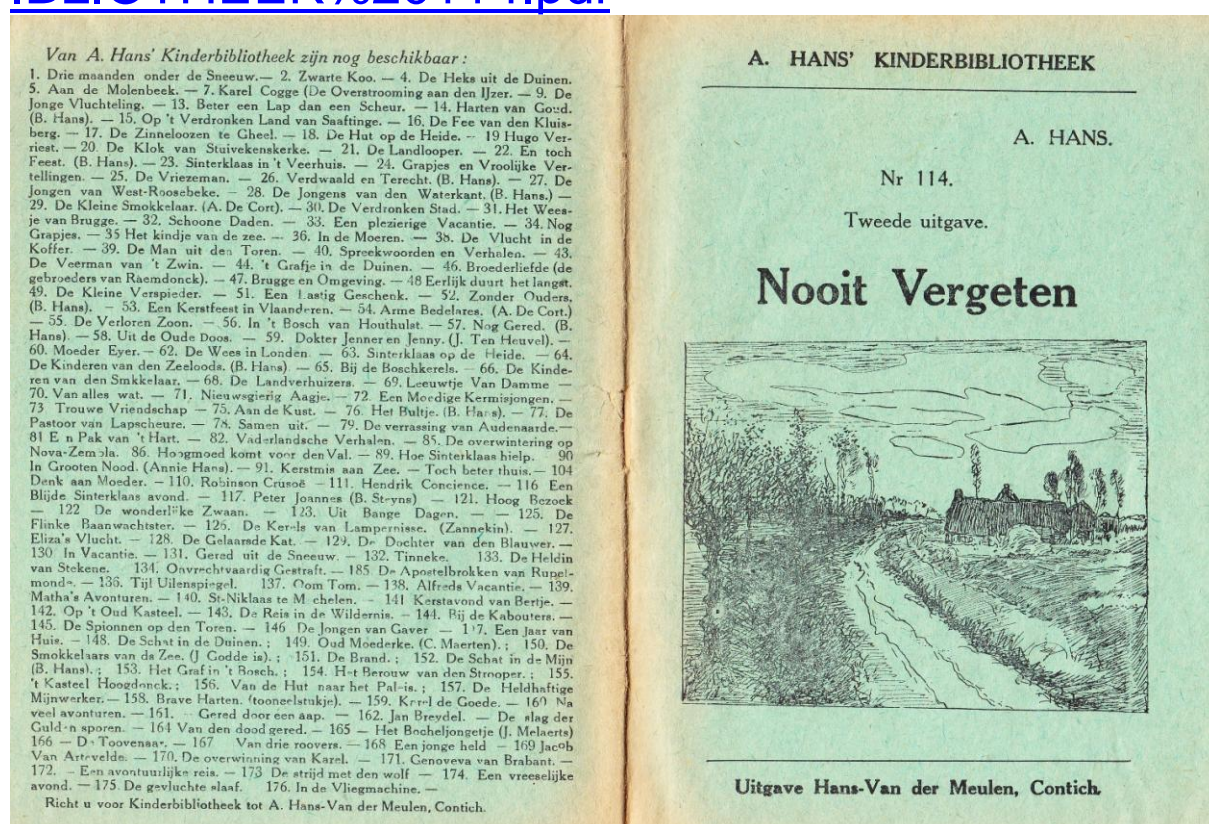 IBLIOTHEEK%20114.pdf
Van A. Hans' Kinderbibliotheek zijn nog beschikbaar :
1. Drie maanden onder de Sneeuw.— 2. Zwarte Koo. — 4. De Heks uit de Duinen.
5. Aan de Molenbeek. — 7. Karel Cogge (De Overstrooming aan den IJzer. — 9. De
Jonge Vluchteling. — 13. Beter een Lap dan een Scheur. — 14. Harten van Goud.
(B. Hans). — 15. Op 't Verdronken Land van Saaftinge. — 16. De Fee van den Kluis-
berg. — 17. De Zinneloozen te Gheel. — 18. De Hut op de Heide. - 19 Hugo Ver-
riest. — 20. De Klok van Stuivekenskerke. — 21. De Landlooper. — 22. En toch
Feest. (B. Hans). — 23. Sinterklaas in 't Veerhuis. — 24. Grapjes en Vroolijke Ver-
tellingen. — 25. De Vriezeman. — 26. Verdwaald en Terecht. (B. Hans). — 27. De
Jongen van West-Roosebeke. — 28. De Jongens van den Waterkant. (B. Hans.) —
29. De Kleine Smokkelaar. (A. De Cort). — 30. De Verdronken Stad. — 31. Het Wees-
je van Brugge. — 32. Schoone Daden. — 33. Een plezierige Vacantie. — 34. Nog
Grapjes. — 35 Het kindje van de zee. — 36. In de Moeren. — 38. De Vlucht in de
Koffer. — 39. De Man uit den Toren. — 40. Spreekwoorden en Verhalen. — 43.
De Veerman van 't Zwin. — 44. 't Grafje in de Duinen. — 46. Broederliefde (de
gebroeders van Raemdonck). — 47. Brugge en Omgeving. — 48 Eerlijk duurt het langst.
49. De Kleine Verspieder. — 51. Een Lastig Geschenk. — 52. Zonder Ouders,
(B. Hans). — 53. Een Kerstfeest in Vlaanderen. — 54. Arme Bedelares. (A. De Cort.)
— 55. De Verloren Zoon. — 56. In 't Bosch van Houthulst. — 57. Nog Gered. (B.
Hans) — 58. Uit de Oude Doos. — 59. Dokter Jenner en Jenny. (J. Ten Heuvel). —
60. Moeder Eyer. — 62. De Wees in Londen — 63. Sinterklaas op de Heide. — 64.
De Kinderen van den Zeeloods. (B. Hans) — 65. Bij de Boschkerels. — 66. De Kinde-
ren van den Smkkelaar. — 68. De Landverhuizers. — 69. Leeuwtje Van Damme —
70. Van alles wat. — 71. Nieuwsgierig Aagje. — 72. Een Moedige Kermisjongen. —
73 Trouwe Vriendschap — 75. Aan de Kust. — 76. Het Bultje. (B. Hans). — 77. De
Pastoor van Lapscheure. — 78. Samen uit. — 79. De verrassing van Audenaarde.—
81 E n Pak van 't Hart. — 82. Vaderlandsche Verhalen. — 85. De overwintering op
Nova-Zembla. 86. Hoogmoed komt voor den Val. — 89. Hoe Sinterklaas hielp. 90
In Grooten Nood. (Annie Hans). — 91. Kerstmis aan Zee. — Toch beter thuis. — 104
Denk aan Moeder. — 110. Robinson Crusoë — 111. Hendrik Concience. — 116 Een
Blijde Sinterklaas avond. — 117. Peter Joannes (B. Steyns) — 121. Hoog Bezoek
— 122 De wonderlijke Zwaan. — 123. Uit Bange Dagen. — — 125. De
Flinke Baanwachtster. — 126. De Kerels van Lampernisse. (Zannekin). — 127.
Eliza's Vlucht. — 128. De Gelaarsde Kat. — 129. De Dochter van den Blauwer. —
130 In Vacantie. — 131. Gered uit de Sneeuw. — 132. Tinneke. 133. De Heldin
van Stekene. 134. Onvrechtvaardig Gestraft. — 185. De Apostelbrokken van Rupel-
monde. — 136. Tijl Uilenspiegel. 137. Oom Tom. — 138. Alfreds Vacantie. — 139.
Matha's Avonturen. — 140. St-Niklaas te M chelen. — 141 Kerstavond van Bertje. —
142. Op 't Oud Kasteel. — 143. De Reis in de Wildernis. — 144. Bij de Kabouters. —
145. De Spionnen op den Toren. — 146 De Jongen van Gaver — 1 7. Een Jaar van
Huis. — 148. De Schat in de Duinen. ; 149. Oud Moederke. (C. Maerten). ; 150. De
Smokkelaars van de Zee. (J Godde is). ; 151. De Brand. ; 152. De Schat in de Mijn
(B. Hans). ; 153. Het Graf in 't Bosch. ; 154. Het Berouw van den Strooper. ; 155.
't Kasteel Hoogdonck. ; 156. Van de Hut naar het Paleis. ; 157. De Heldhaftige
Mijnwerker. — 158. Brave Harten. (tooneelstukje). — 159. Karel de Goede. — 160 Na
veel avonturen. — 161. - Gered door een aap. — 162. Jan Breydel. — De slag der
Guld n sporen. — 164 Van den dood gered. — 165 — Het Bocheljongetje (J. Melaerts)
166 — De Toovenaar. — 167 Van drie roovers. — 168 Een jonge held — 169 Jacob
Van Artevelde. — 170. De overwinning van Karel. — 171. Genoveva van Brabant. —
172. - Een avontuurlijke reis. — 173 De strijd met den wolf — 174. Een vreeselijke
avond. — 175. De gevluchte slaaf. 176. In de Vliegmachine. —
Richt u voor Kinderbibliotheek tot A. Hans-Van der Meulen, Contich.
A. HANS' KINDERBIBLIOTHEEK
A. HANS.
Nr 114.
Tweede uitgave.
Nooit Vergeten
Uitgave Hans-Van der Meulen, Contich.